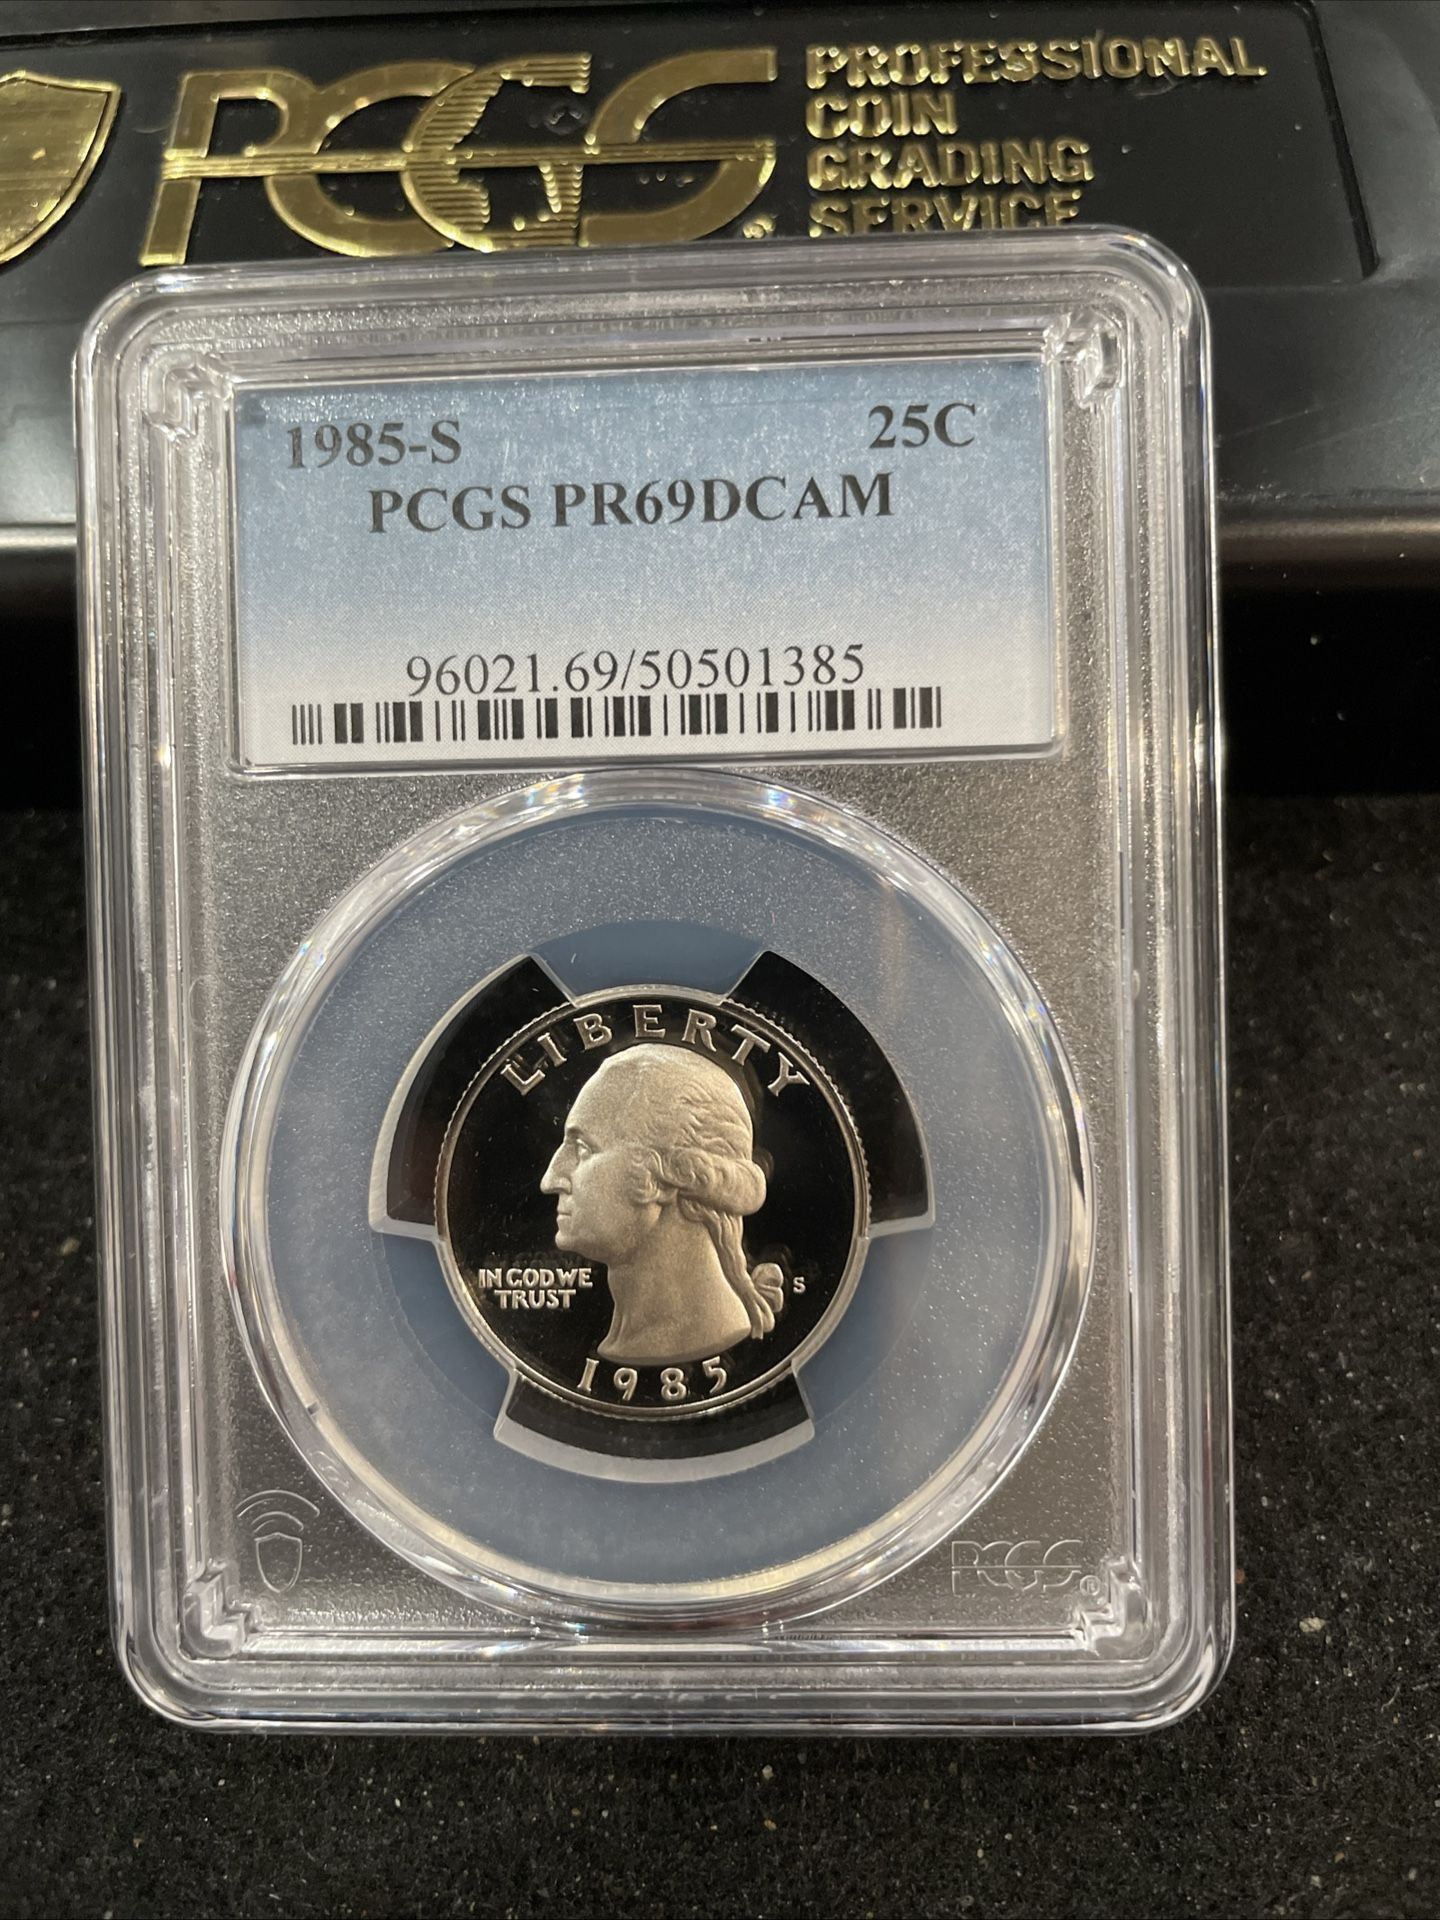 PCGS
PROFESSIONAL
COIN
GRADING
SERVICE
1985-S 25C
PCGS PR69DCAM
96021.69/50501385
LIBERTY
IN GOD WE
TRUST
S
1985
PCGS